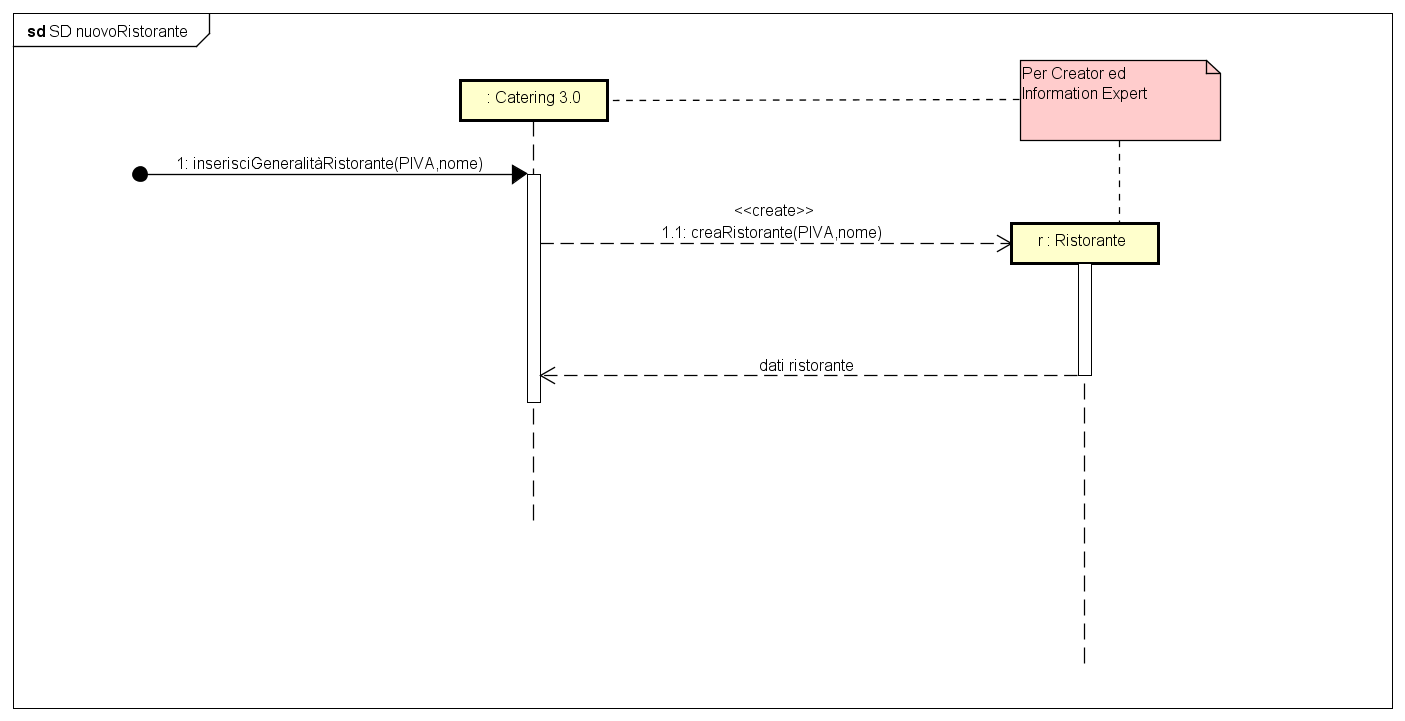 sd SD nuovoRistorante
: Catering 3.0
Per Creator ed
Information Expert
1: inserisciGeneralitàRistorante(PIVA,nome)
<<create>>
1.1: creaRistorante(PIVA,nome)
r : Ristorante
dati ristorante